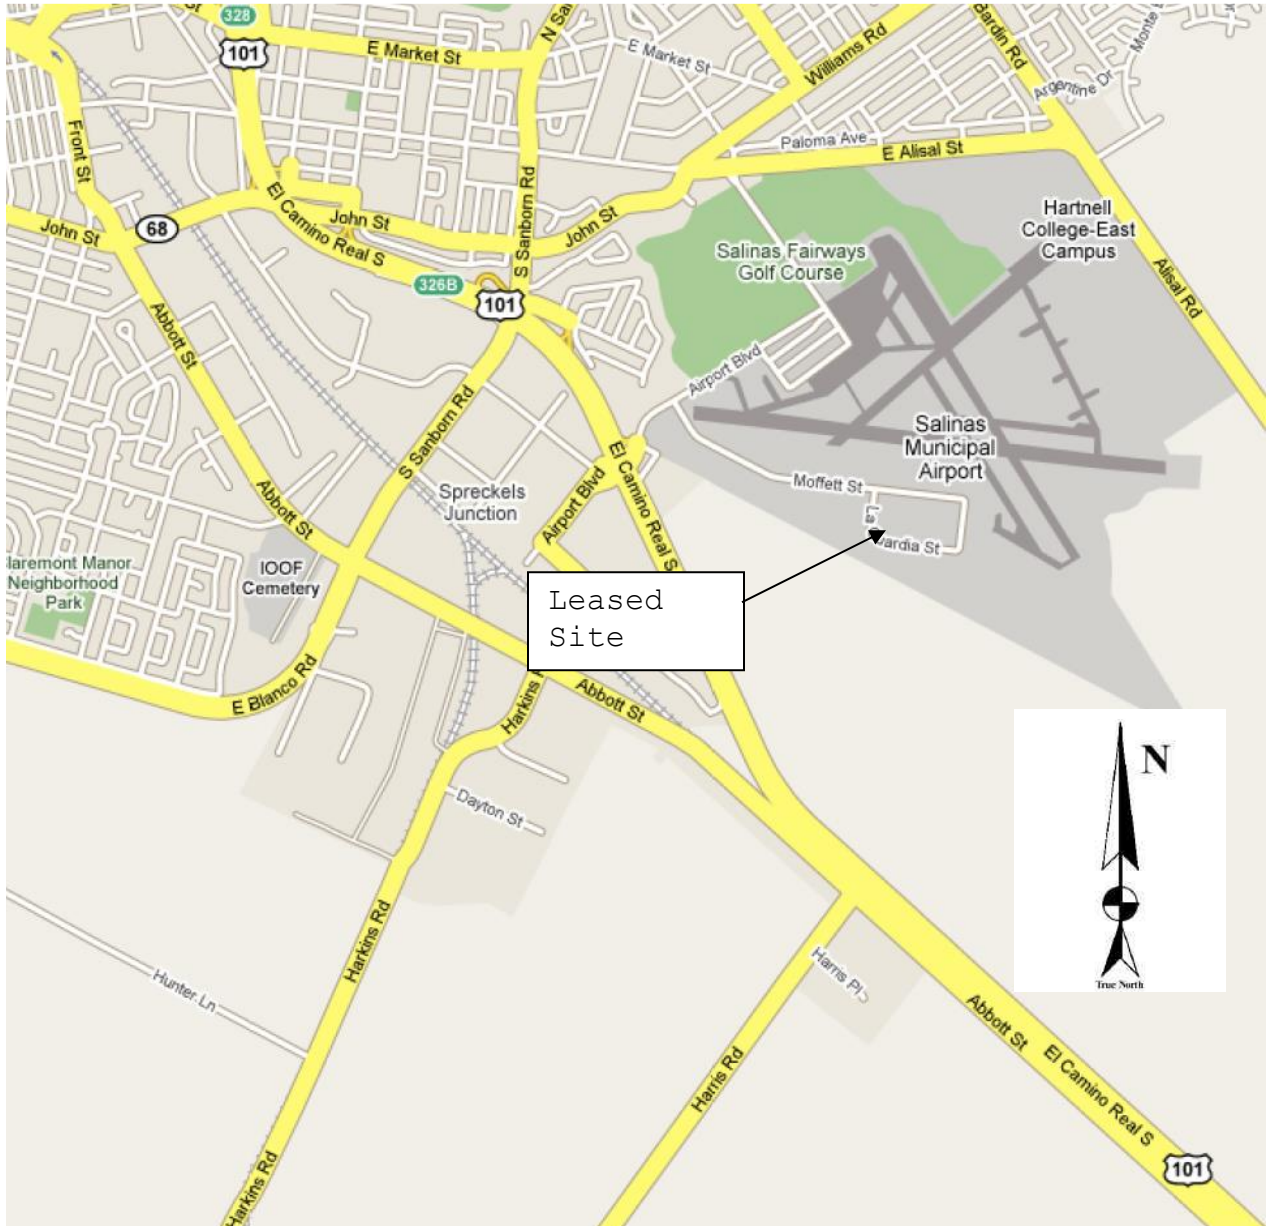 328
101
E Market St
N Sa
E Market St
Williams Rd
Bardin Rd
Monte
Argentine Dr
Front St
Paloma Ave
E Alisal St
John St
68
El Camino Real S
John St
S Sanborn Rd
John St
Salinas Fairways
Golf Course
Hartnell
College-East
Campus
Alisal Rd
326B
101
Abbott St
Airport Blvd
S Sanborn Rd
Salinas
Municipal
Airport
El Camino Real S
Spreckels
Junction
Airport Blvd
Moffett St
La Guardia St
Abbott St
laremont Manor
Neighborhood
Park
IOOF
Cemetery
Leased
Site
E Blanco Rd
Harkins R
Abbott St
N
Dayton St
True North
Harkins Rd
Hunter Ln
Harris Pl
Abbott St
El Camino Real S
Harris Rd
101
Harkins Rd